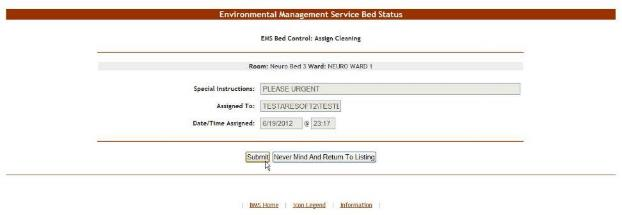 Environmental Management Service Bed Status
EMS Bed Control: Assign Cleaning
Room: Neuro Bed 3 Ward: NEURO WARD 1
Special Instructions: PLEASE URGENT
Assigned To: TESTARESOFT2\TESTE
Date/Time Assigned: 6/19/2012 @ 23:17
Submit Never Mind And Return To Listing
| BMS Home | Icon Legend | Information |